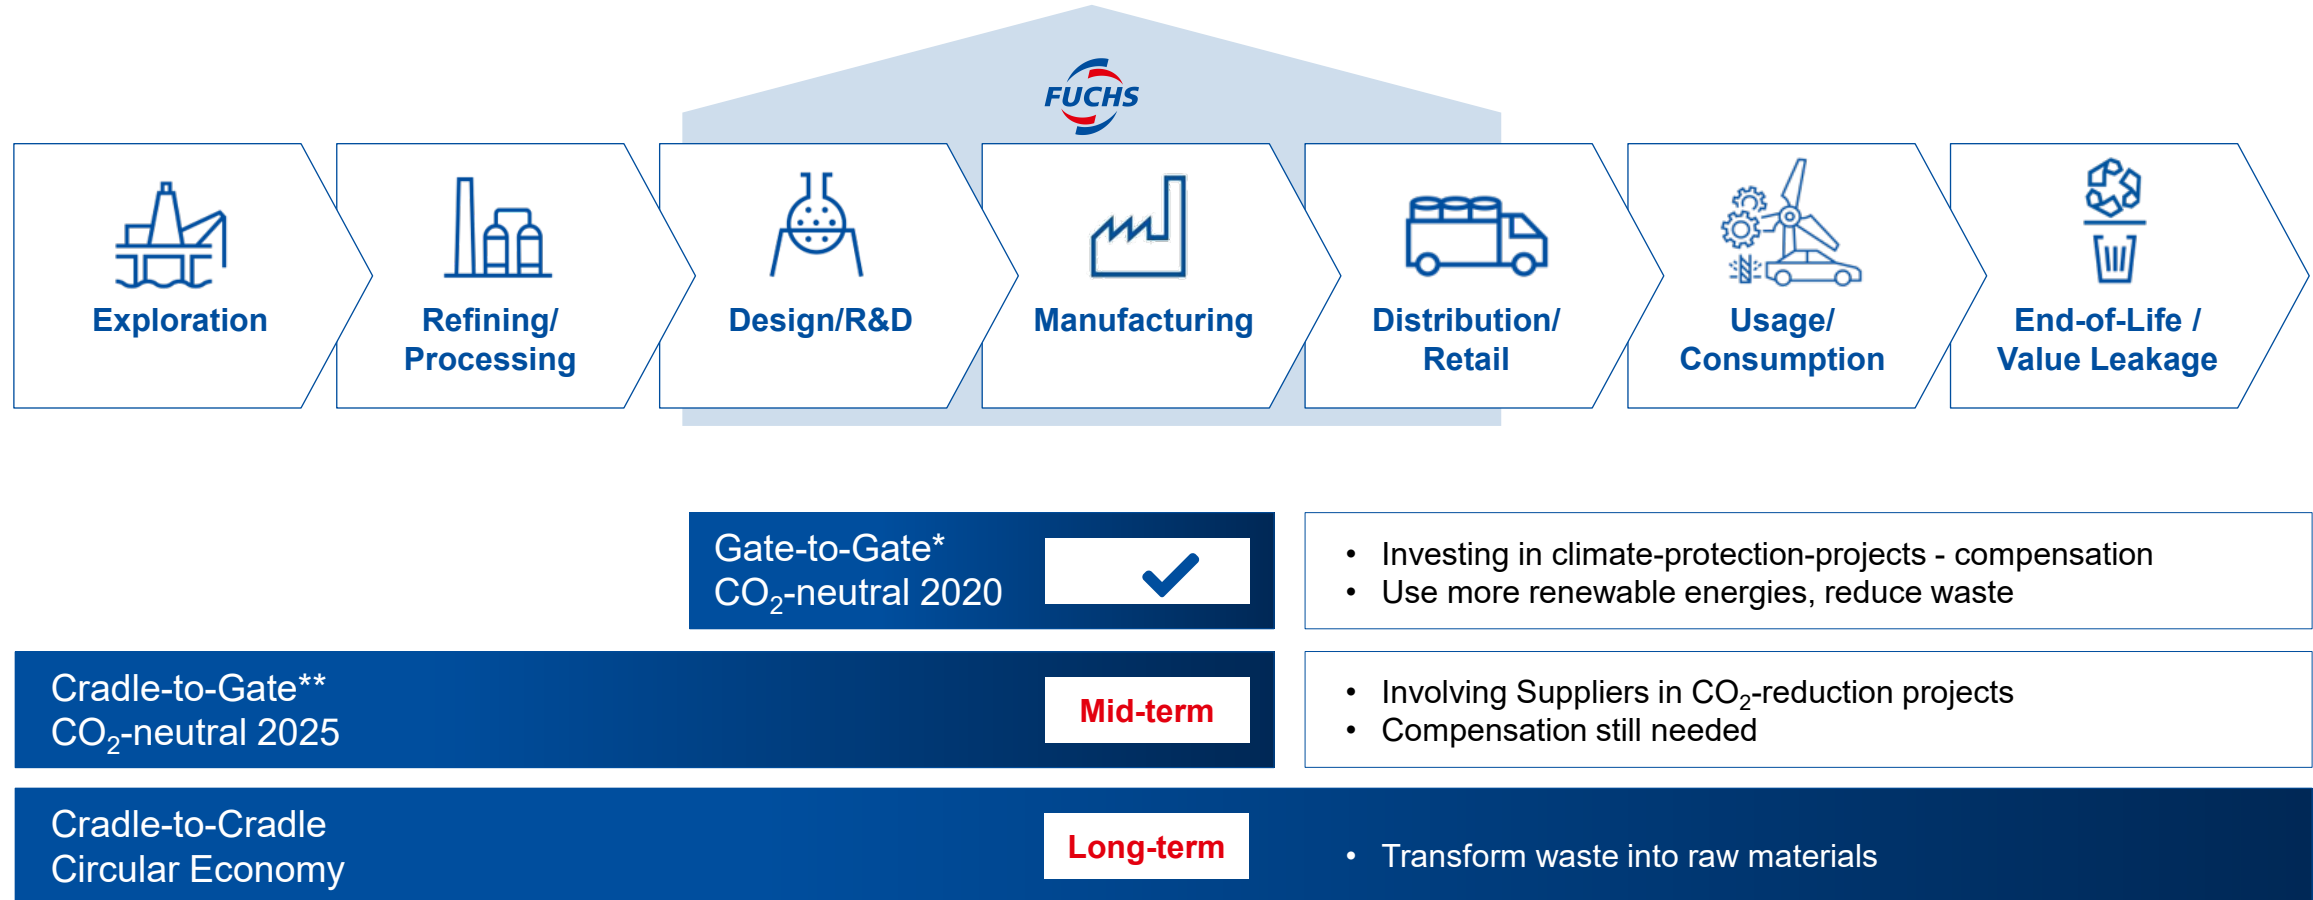 FUCHS
Exploration
Refining/
Processing
Design/R&D
Manufacturing
Distribution/
Retail
Usage/
Consumption
End-of-Life /
Value Leakage
Gate-to-Gate*
CO₂-neutral 2020
• Investing in climate-protection-projects - compensation
• Use more renewable energies, reduce waste
Cradle-to-Gate**
CO₂-neutral 2025
Mid-term
• Involving Suppliers in CO₂-reduction projects
• Compensation still needed
Cradle-to-Cradle
Circular Economy
Long-term
• Transform waste into raw materials